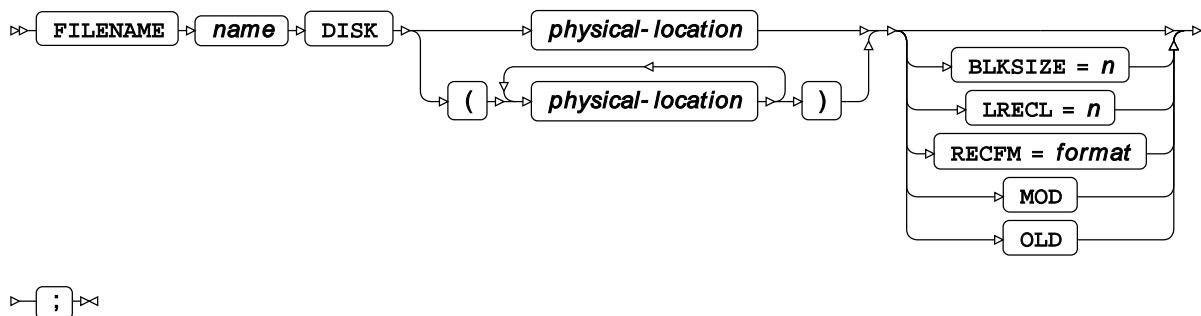 FILENAME name DISK physical-location
( physical-location )
BLKSIZE = n
LRECL = n
RECFM = format
MOD
OLD
;